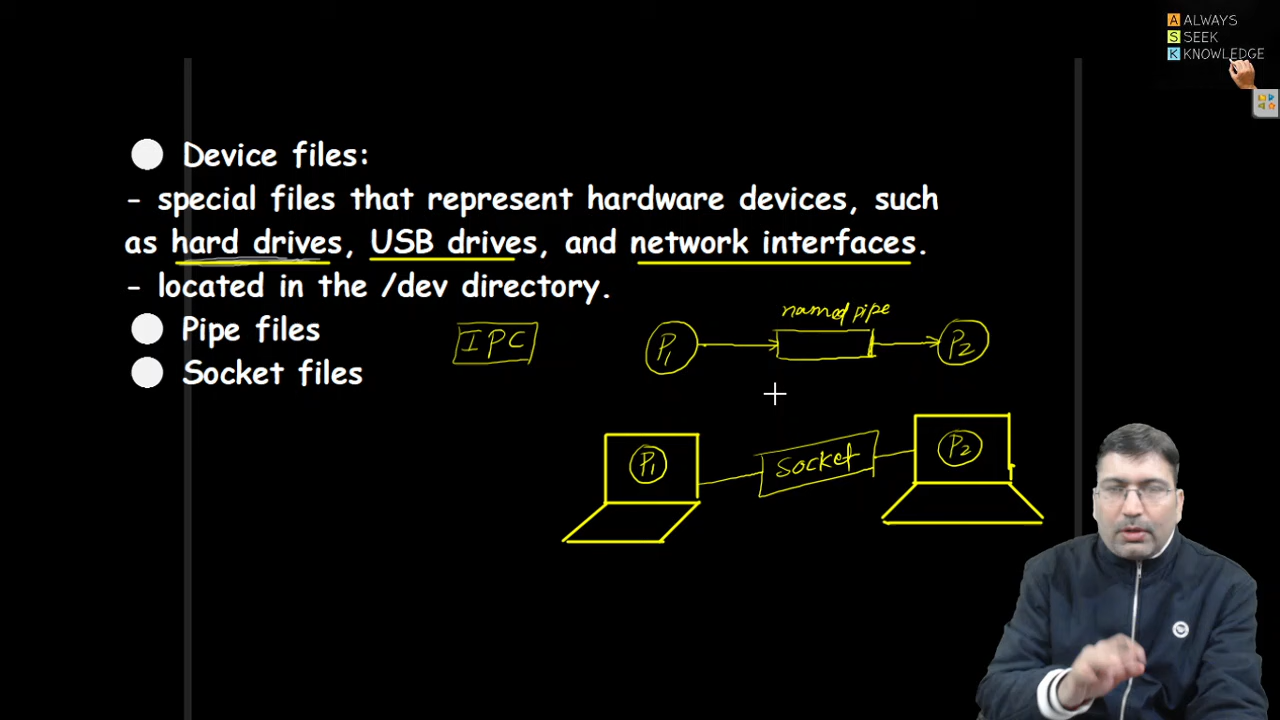 A ALWAYS
S SEEK
K KNOWLEDGE
Device files:
- special files that represent hardware devices, such
as hard drives, USB drives, and network interfaces.
- located in the /dev directory.
Pipe files
Socket files
IPC
named pipe
P1
P2
P1
socket
P2